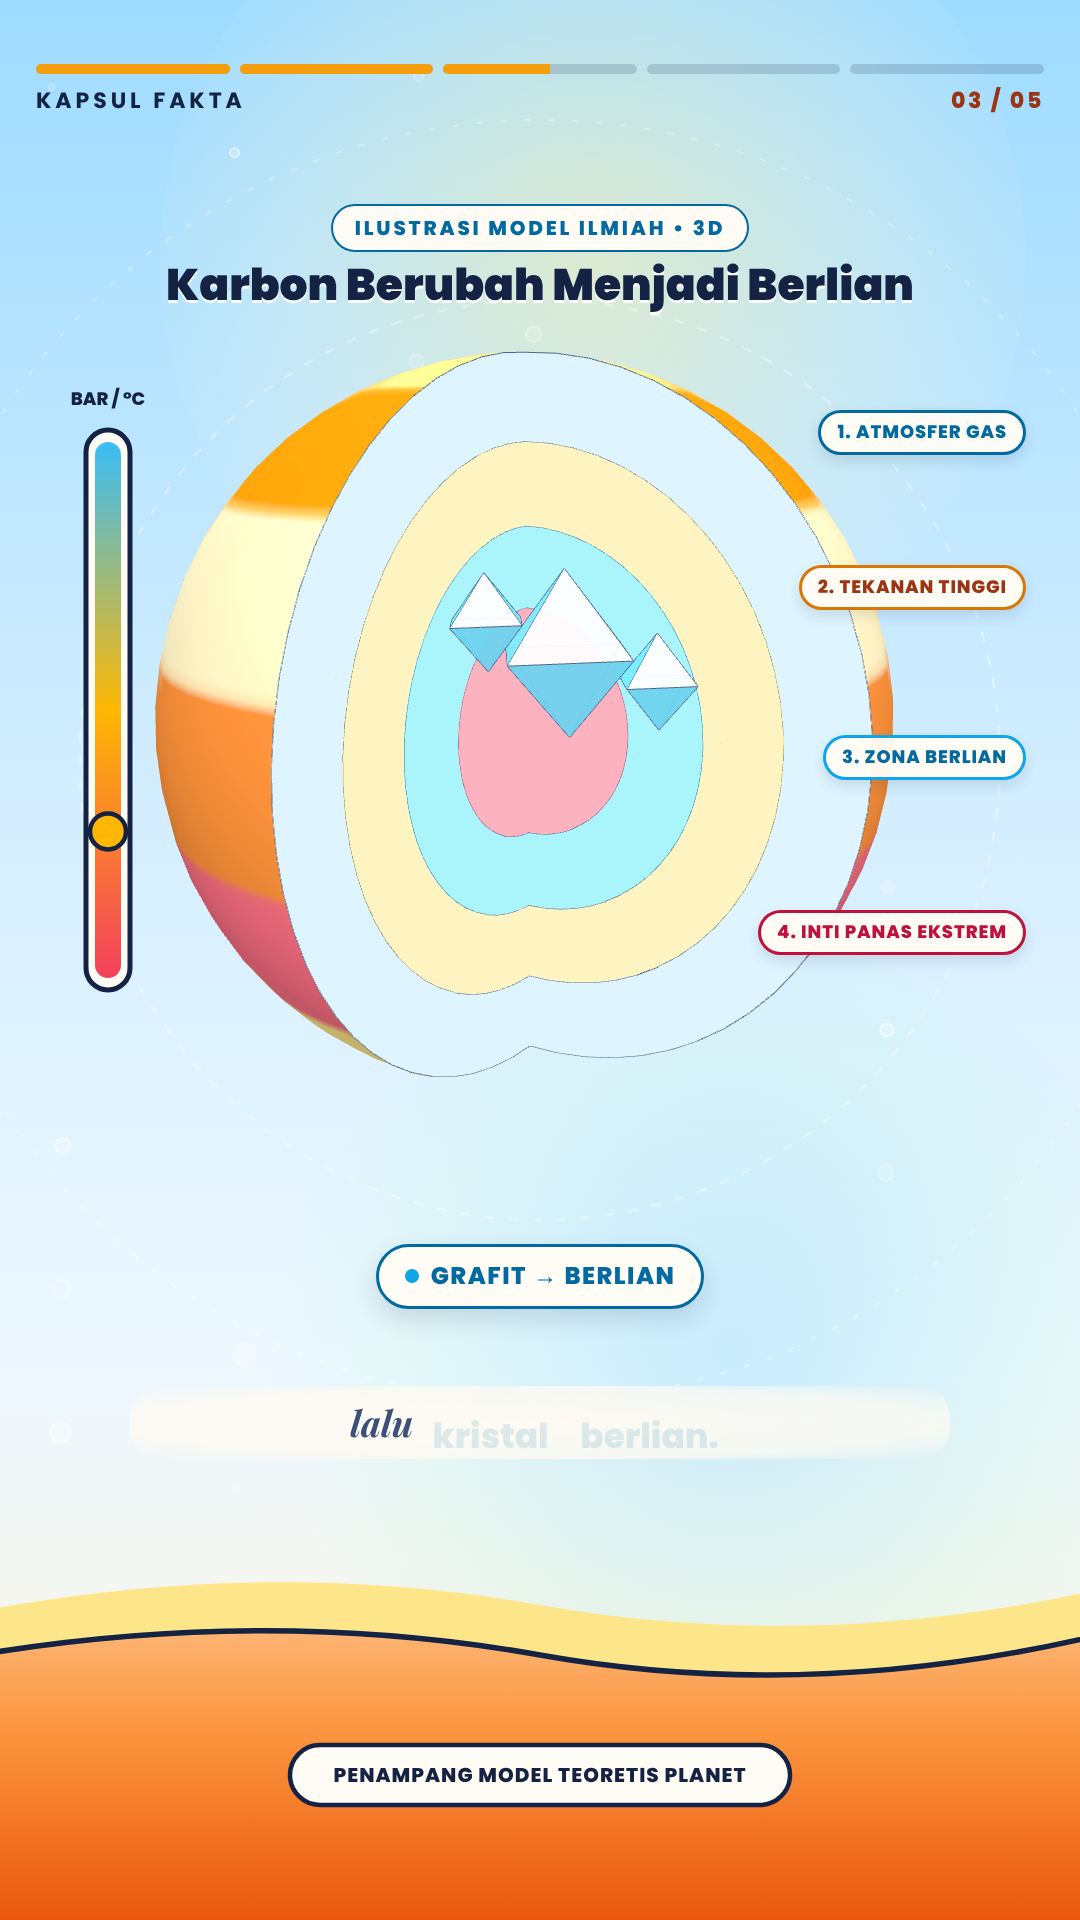 KAPSUL FAKTA
03 / 05
ILUSTRASI MODEL ILMIAH • 3D
Karbon Berubah Menjadi Berlian
BAR / °C
1. ATMOSFER GAS
2. TEKANAN TINGGI
3. ZONA BERLIAN
4. INTI PANAS EKSTREM
GRAFIT → BERLIAN
lalu kristal berlian.
PENAMPANG MODEL TEORETIS PLANET